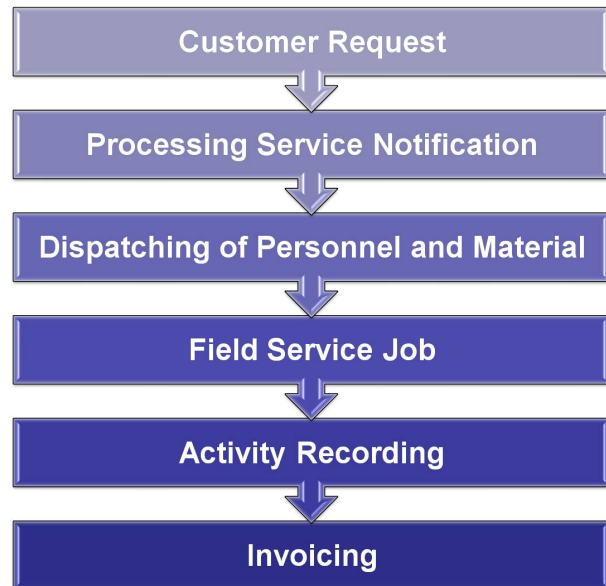 Customer Request
Processing Service Notification
Dispatching of Personnel and Material
Field Service Job
Activity Recording
Invoicing